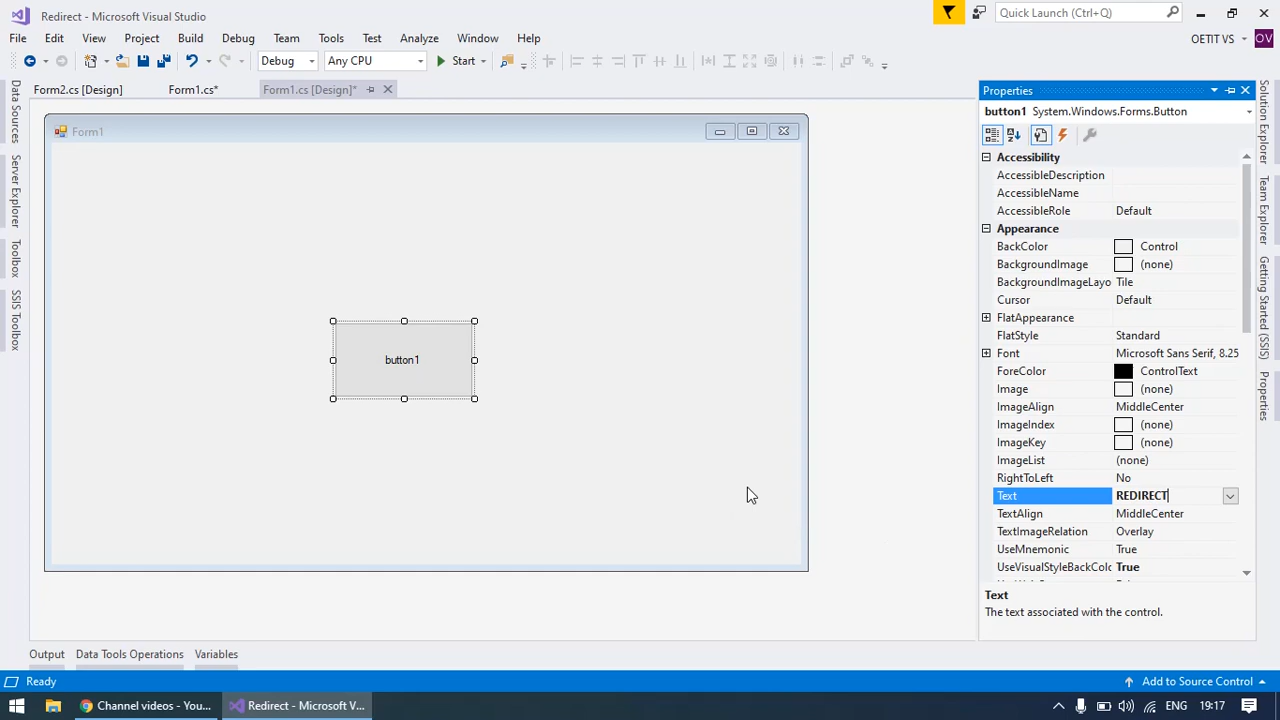 Redirect - Microsoft Visual Studio
Quick Launch (Ctrl+Q)
File Edit View Project Build Debug Team Tools Test Analyze Window Help
OETIT VS OV
Debug Any CPU Start
Form2.cs [Design] Form1.cs* Form1.cs [Design]*
Data Sources
Server Explorer
Toolbox
SSIS Toolbox
Form1
button1
Properties
button1 System.Windows.Forms.Button
Accessibility
AccessibleDescription
AccessibleName
AccessibleRole Default
Appearance
BackColor Control
BackgroundImage (none)
BackgroundImageLayo Tile
Cursor Default
FlatAppearance
FlatStyle Standard
Font Microsoft Sans Serif, 8.25
ForeColor ControlText
Image (none)
ImageAlign MiddleCenter
ImageIndex (none)
ImageKey (none)
ImageList (none)
RightToLeft No
Text REDIRECT
TextAlign MiddleCenter
TextImageRelation Overlay
UseMnemonic True
UseVisualStyleBackColo True
Text
The text associated with the control.
Solution Explorer
Team Explorer
Getting Started (SSIS)
Properties
Output Data Tools Operations Variables
Ready
Add to Source Control
Channel videos - You...
Redirect - Microsoft V...
ENG 19:17